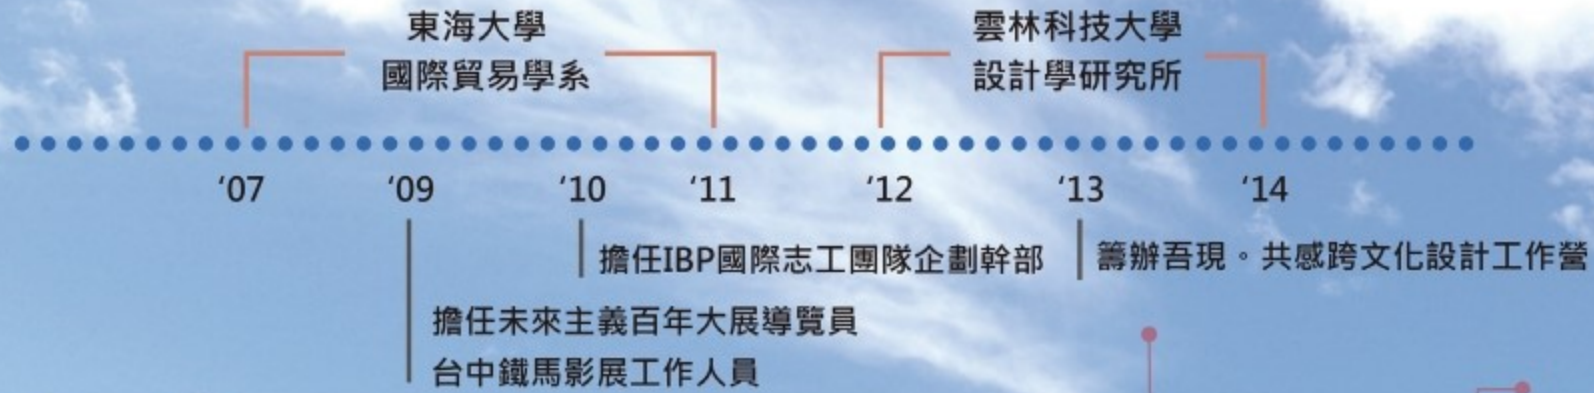 東海大學
國際貿易學系
雲林科技大學
設計學研究所
‘07 ‘09 ‘10 ‘11 ‘12 ‘13 ‘14
擔任IBP國際志工團隊企劃幹部
籌辦吾現。共感跨文化設計工作營
擔任未來主義百年大展導覽員
台中鐵馬影展工作人員